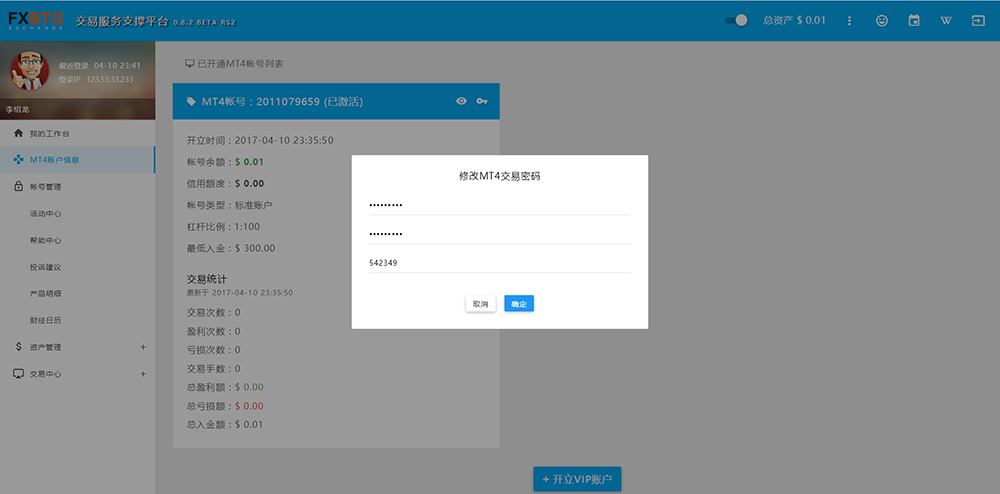 FXBTG
EXCHANGE
交易服务支撑平台 0.8.2 BETA RS2
总资产 $ 0.01
W
最近登录 04-10 23:41
登录IP 123.53.33.233
李绍龙
我的工作台
MT4账户信息
帐号管理
活动中心
帮助中心
投诉建议
产品明细
财经日历
资产管理 +
交易中心 +
已开通MT4帐号列表
MT4帐号：2011079659 (已激活)
开立时间：2017-04-10 23:35:50
帐号余额：$ 0.01
信用额度：$ 0.00
帐号类型：标准账户
杠杆比例：1:100
最低入金：$ 300.00
交易统计
更新于 2017-04-10 23:35:50
交易次数：0
盈利次数：0
亏损次数：0
交易手数：0
总盈利额：$ 0.00
总亏损额：$ 0.00
总入金额：$ 0.01
修改MT4交易密码
•••••••••
•••••••••
542349
取消 确定
+ 开立VIP账户